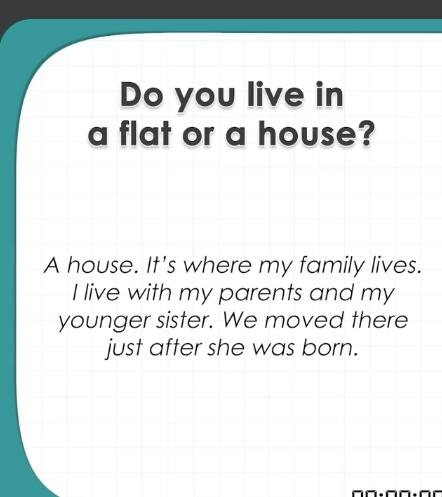 Do you live in
a flat or a house?
A house. It's where my family lives.
I live with my parents and my
younger sister. We moved there
just after she was born.